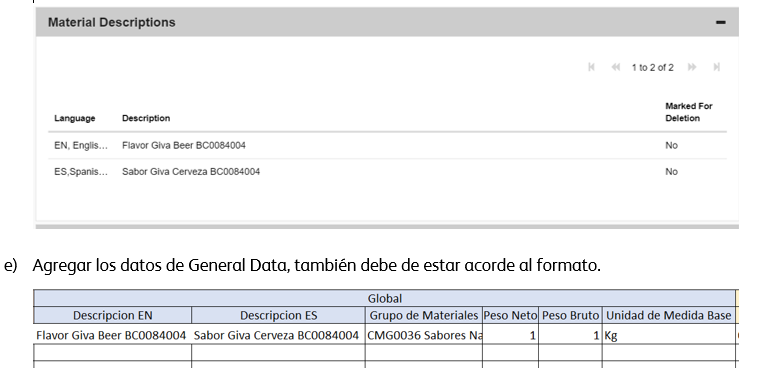 Material Descriptions
1 to 2 of 2
Language Description Marked For Deletion
EN, Englis... Flavor Giva Beer BC0084004 No
ES,Spanis... Sabor Giva Cerveza BC0084004 No
e) Agregar los datos de General Data, también debe de estar acorde al formato.
Global
Descripcion EN Descripcion ES Grupo de Materiales Peso Neto Peso Bruto Unidad de Medida Base
Flavor Giva Beer BC0084004 Sabor Giva Cerveza BC0084004 CMG0036 Sabores Na 1 1 Kg